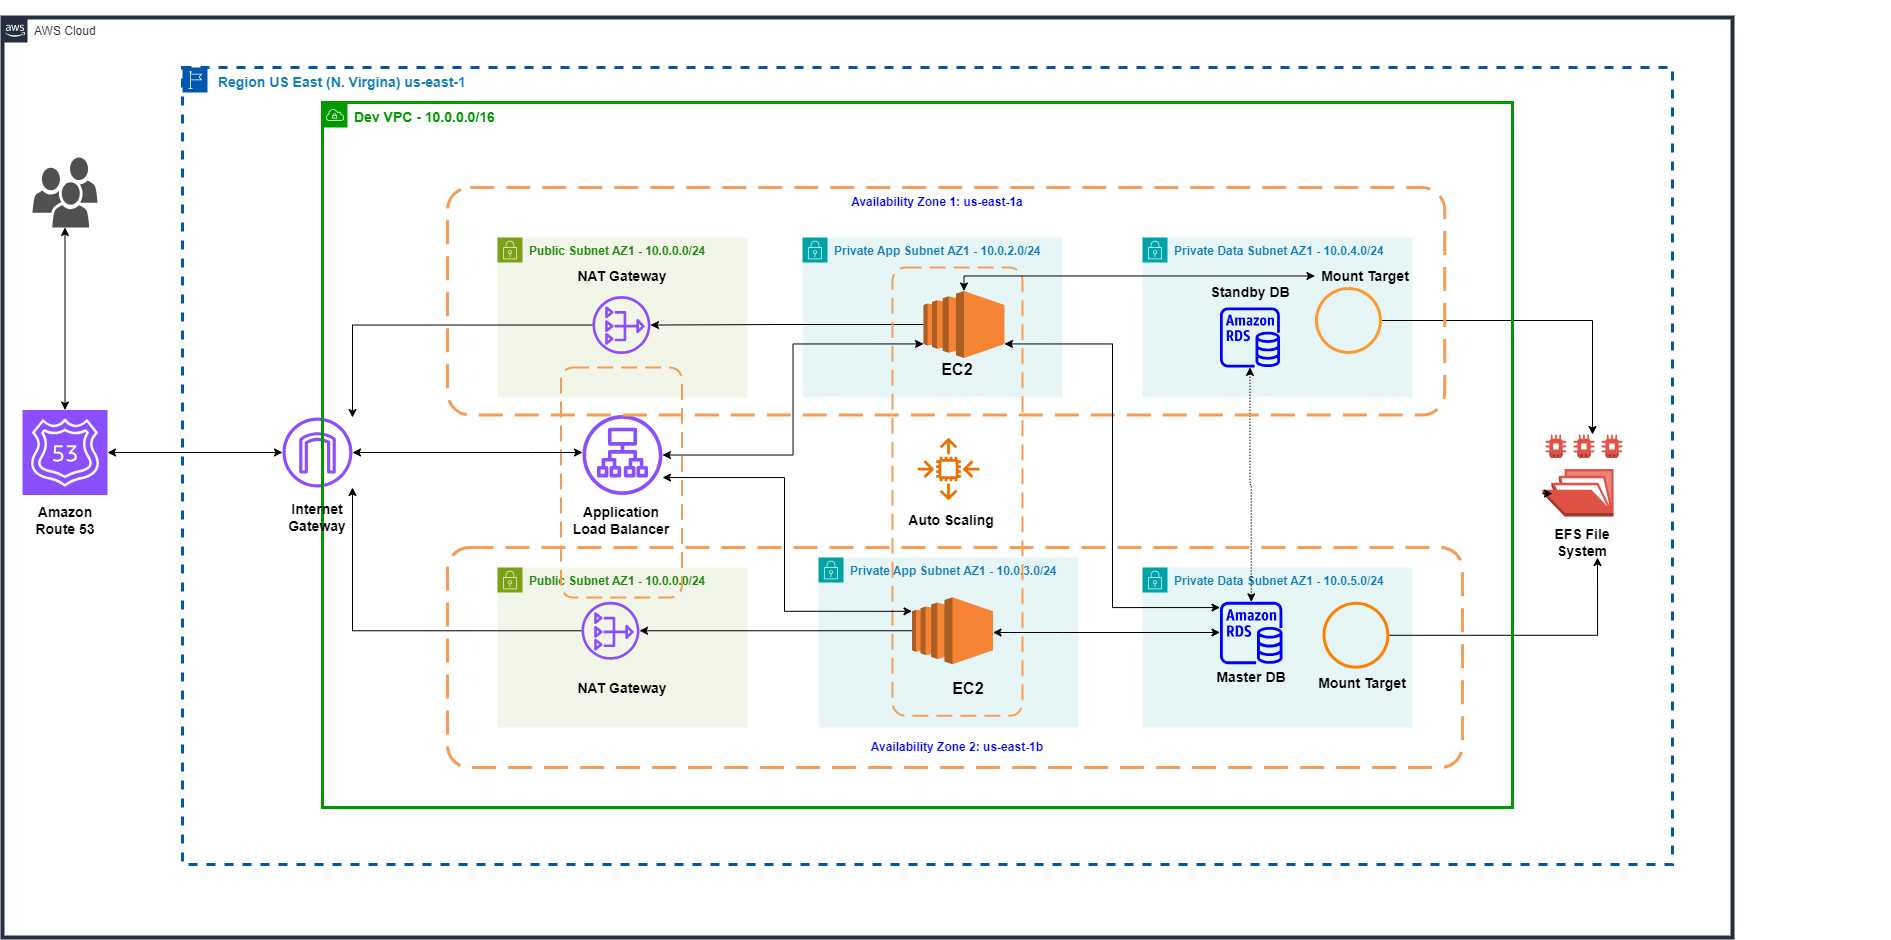 aws
AWS Cloud
Region US East (N. Virgina) us-east-1
Dev VPC - 10.0.0.0/16
Availability Zone 1: us-east-1a
Public Subnet AZ1 - 10.0.0.0/24
NAT Gateway
Private App Subnet AZ1 - 10.0.2.0/24
EC2
Private Data Subnet AZ1 - 10.0.4.0/24
Mount Target
Standby DB
Amazon
RDS
53
Amazon
Route 53
Internet
Gateway
Application
Load Balancer
Auto Scaling
EFS File
System
Public Subnet AZ1 - 10.0.0.0/24
NAT Gateway
Private App Subnet AZ1 - 10.0.3.0/24
EC2
Private Data Subnet AZ1 - 10.0.5.0/24
Amazon
RDS
Master DB
Mount Target
Availability Zone 2: us-east-1b